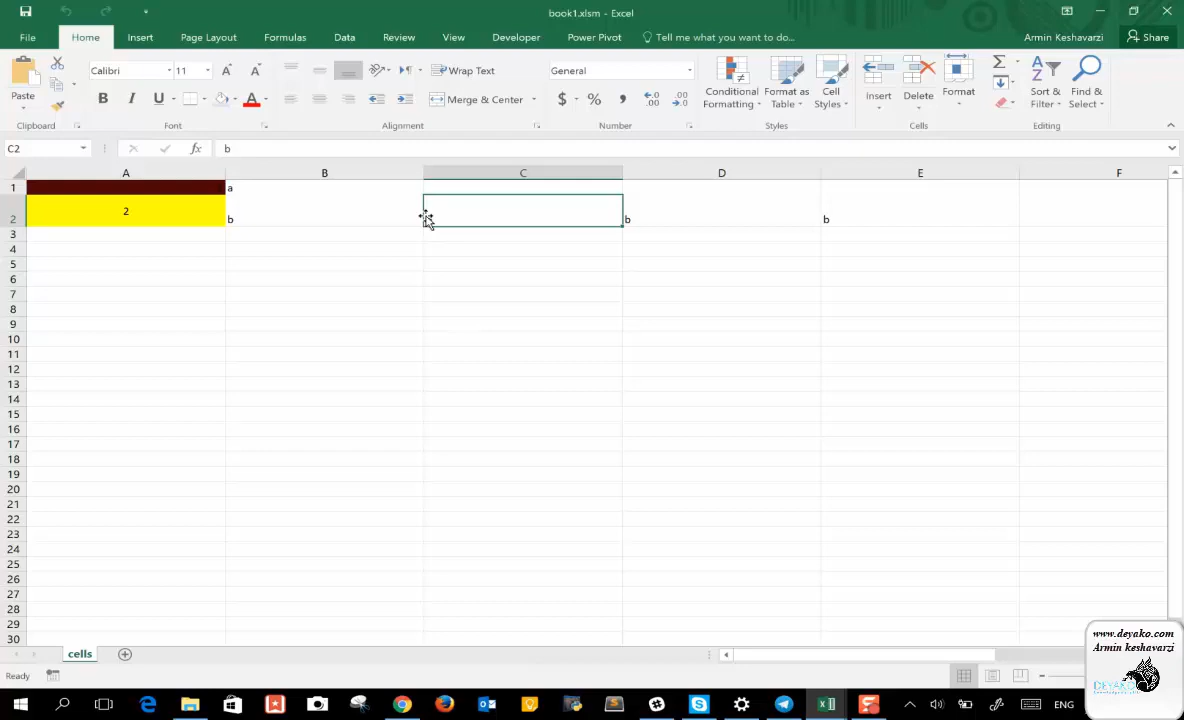 book1.xlsm - Excel
File
Home
Insert
Page Layout
Formulas
Data
Review
View
Developer
Power Pivot
Tell me what you want to do...
Armin Keshavarzi
Share
Paste
Calibri
11
B I U
Wrap Text
Merge & Center
General
$ % ,
Conditional
Formatting
Format as
Table
Cell
Styles
Insert
Delete
Format
Sort &
Filter
Find &
Select
Clipboard
Font
Alignment
Number
Styles
Cells
Editing
C2
fx
b
A B C D E F
1 a
2 2 b b b
3
4
5
6
7
8
9
10
11
12
13
14
15
16
17
18
19
20
21
22
23
24
25
26
27
28
29
30
cells
Ready
www.deyako.com
Armin keshavarzi
DEYAKO
ENG